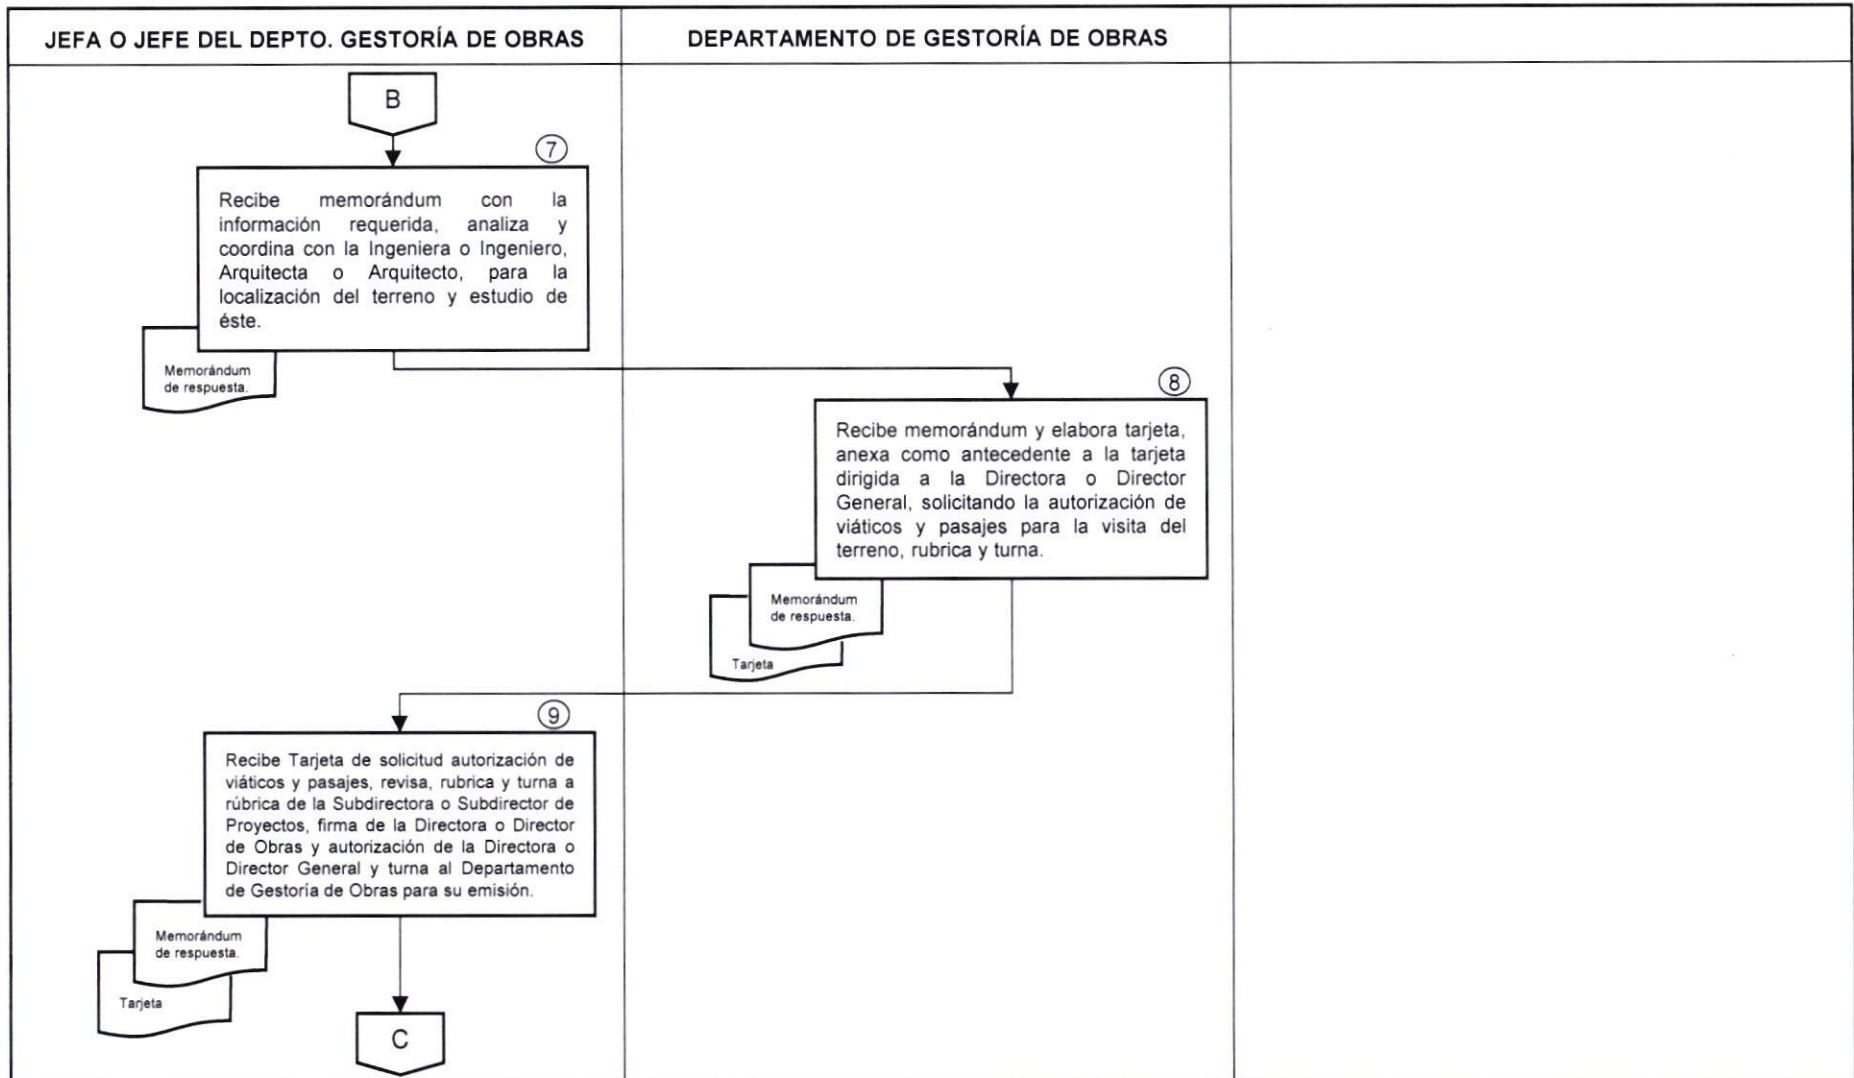 JEFA O JEFE DEL DEPTO. GESTORÍA DE OBRAS
DEPARTAMENTO DE GESTORÍA DE OBRAS
B
7
Recibe memorándum con la
información requerida, analiza y
coordina con la Ingeniera o Ingeniero,
Arquitecta o Arquitecto, para la
localización del terreno y estudio de
éste.
Memorándum
de respuesta.
8
Recibe memorándum y elabora tarjeta,
anexa como antecedente a la tarjeta
dirigida a la Directora o Director
General, solicitando la autorización de
viáticos y pasajes para la visita del
terreno, rubrica y turna.
Memorándum
de respuesta.
Tarjeta
9
Recibe Tarjeta de solicitud autorización de
viáticos y pasajes, revisa, rubrica y turna a
rúbrica de la Subdirectora o Subdirector de
Proyectos, firma de la Directora o Director
de Obras y autorización de la Directora o
Director General y turna al Departamento
de Gestoría de Obras para su emisión.
Memorándum
de respuesta.
Tarjeta
C